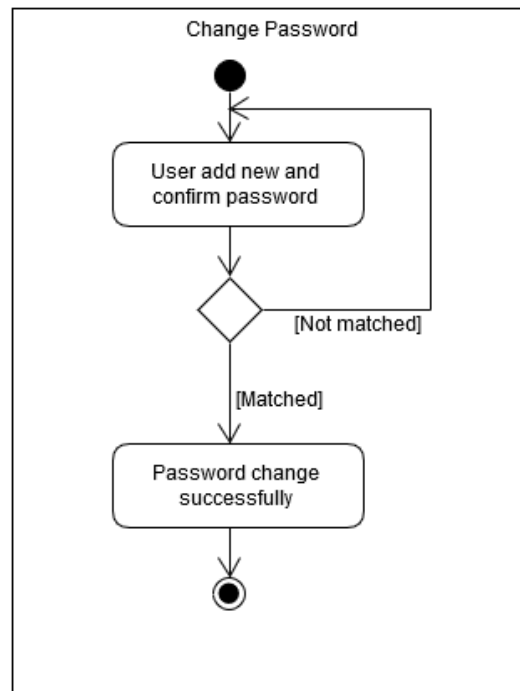 Change Password
User add new and
confirm password
[Not matched]
[Matched]
Password change
successfully